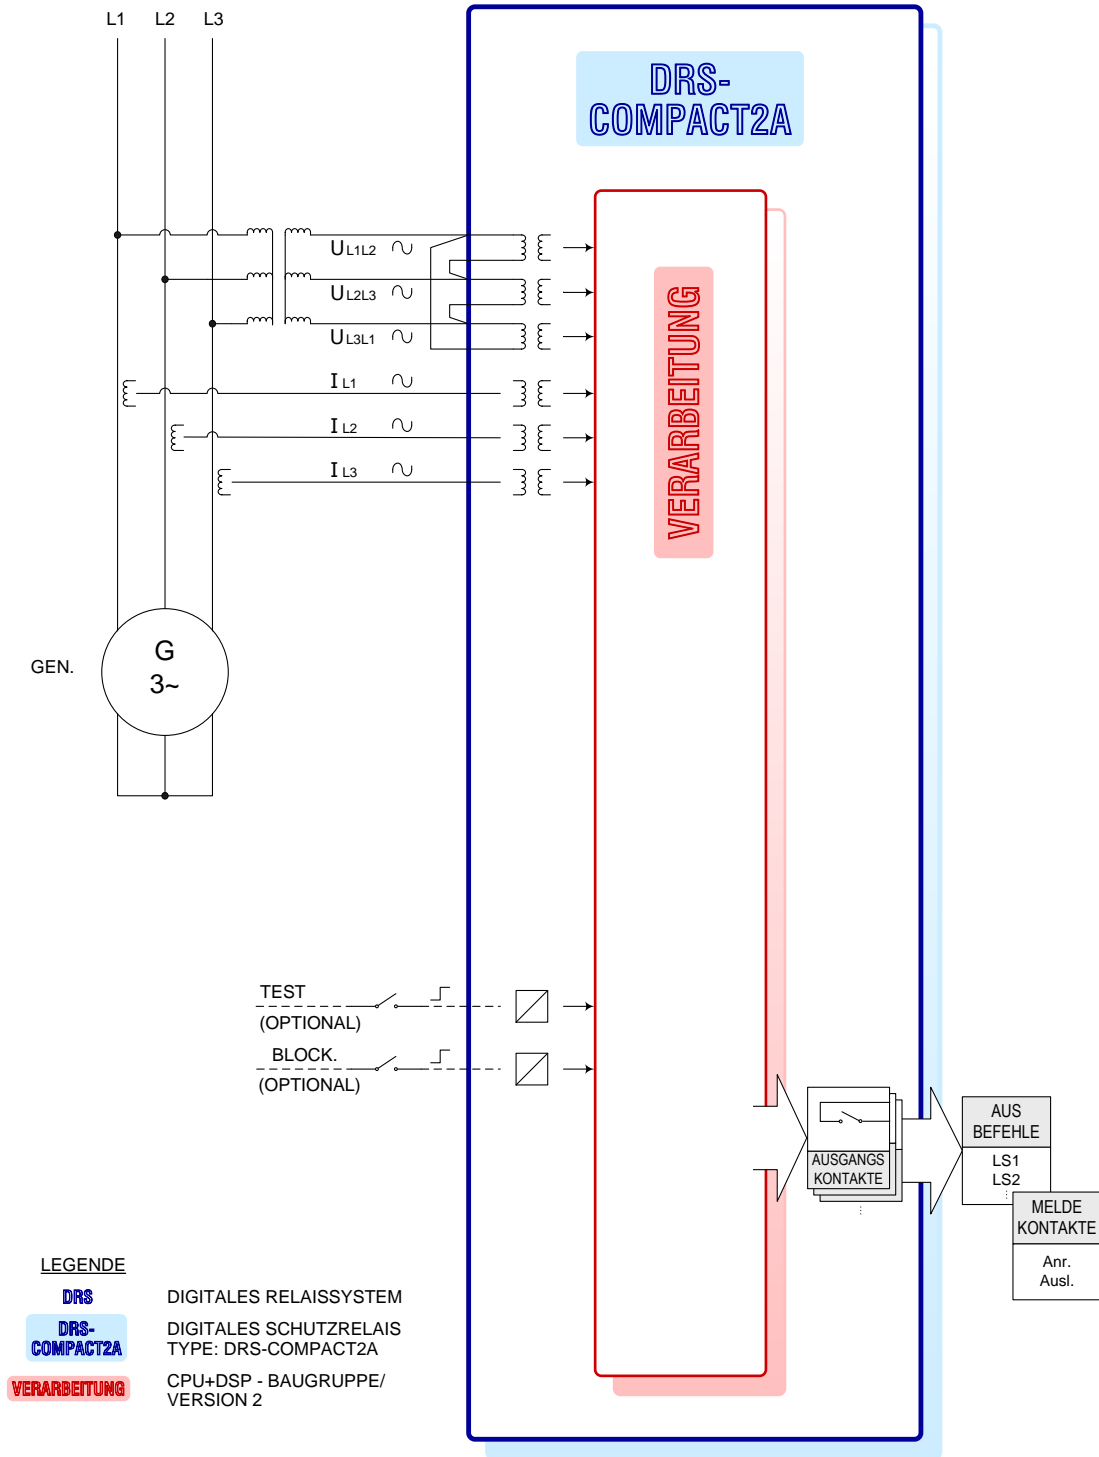 L1 L2 L3
DRS-
COMPACT2A
UL1L2
UL2L3
UL3L1
IL1
IL2
IL3
VERARBEITUNG
GEN.
G
3~
TEST
(OPTIONAL)
BLOCK.
(OPTIONAL)
AUSGANGS
KONTAKTE
AUS
BEFEHLE
LS1
LS2
MELDE
KONTAKTE
Anr.
Ausl.
LEGENDE
DRS DIGITALES RELAISSYSTEM
DRS-
COMPACT2A
DIGITALES SCHUTZRELAIS
TYPE: DRS-COMPACT2A
VERARBEITUNG
CPU+DSP - BAUGRUPPE/
VERSION 2